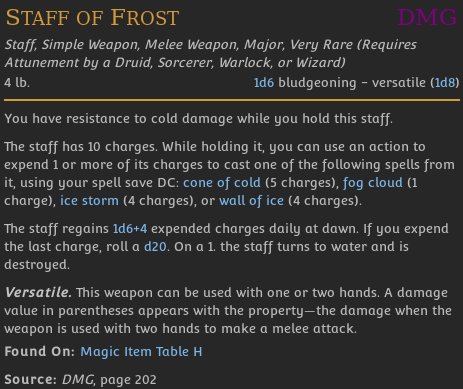 STAFF OF FROST DMG
Staff, Simple Weapon, Melee Weapon, Major, Very Rare (Requires
Attunement by a Druid, Sorcerer, Warlock, or Wizard)
4 lb. 1d6 bludgeoning - versatile (1d8)
You have resistance to cold damage while you hold this staff.
The staff has 10 charges. While holding it, you can use an action to
expend 1 or more of its charges to cast one of the following spells from
it, using your spell save DC: cone of cold (5 charges), fog cloud (1
charge), ice storm (4 charges), or wall of ice (4 charges).
The staff regains 1d6+4 expended charges daily at dawn. If you expend
the last charge, roll a d20. On a 1. the staff turns to water and is
destroyed.
Versatile. This weapon can be used with one or two hands. A damage
value in parentheses appears with the property—the damage when the
weapon is used with two hands to make a melee attack.
Found On: Magic Item Table H
Source: DMG, page 202